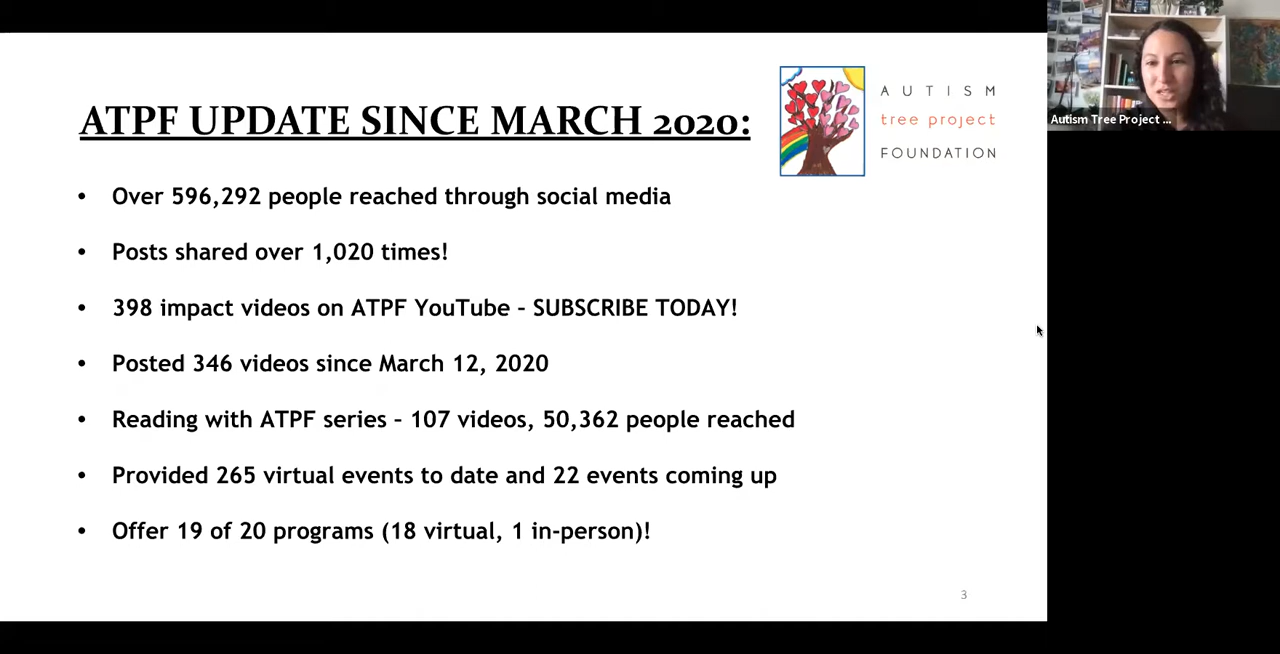 ATPF UPDATE SINCE MARCH 2020:
AUTISM
tree project
FOUNDATION
Autism Tree Project ...
• Over 596,292 people reached through social media
• Posts shared over 1,020 times!
• 398 impact videos on ATPF YouTube – SUBSCRIBE TODAY!
• Posted 346 videos since March 12, 2020
• Reading with ATPF series – 107 videos, 50,362 people reached
• Provided 265 virtual events to date and 22 events coming up
• Offer 19 of 20 programs (18 virtual, 1 in-person)!
3